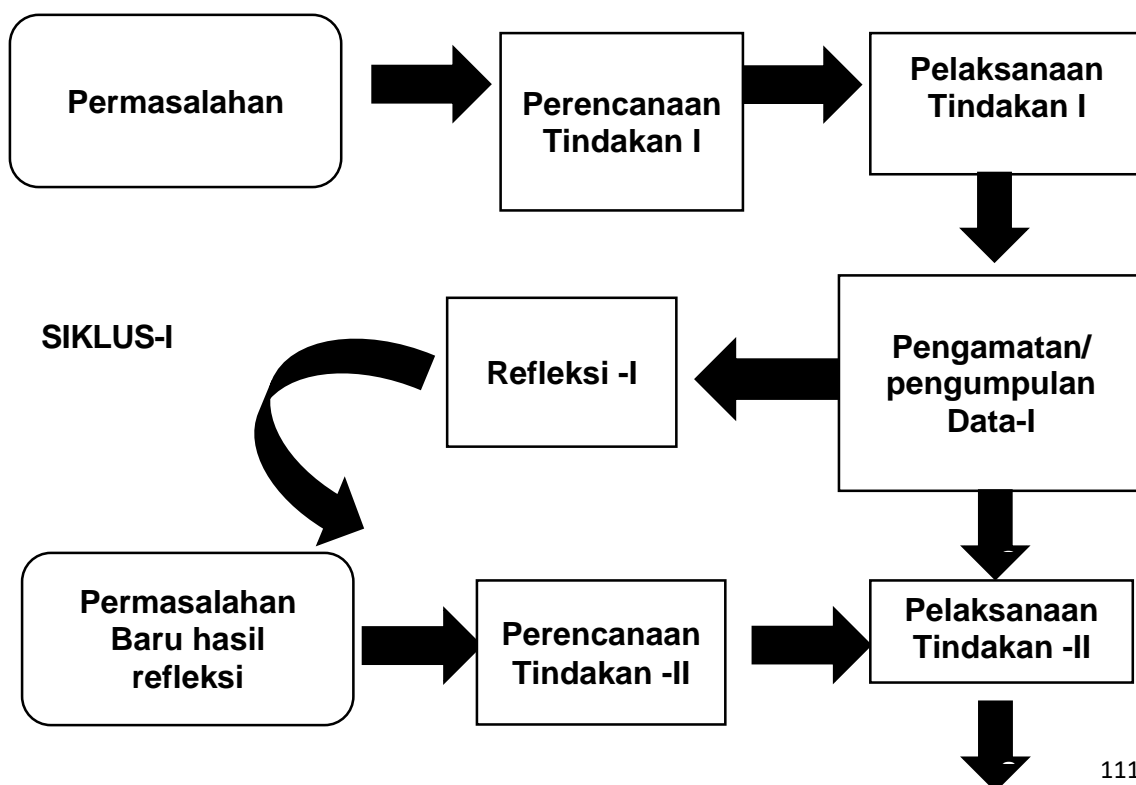 Permasalahan
Perencanaan
Tindakan I
Pelaksanaan
Tindakan I
SIKLUS-I
Refleksi -I
Pengamatan/
pengumpulan
Data-I
Permasalahan
Baru hasil
refleksi
Perencanaan
Tindakan -II
Pelaksanaan
Tindakan -II
111